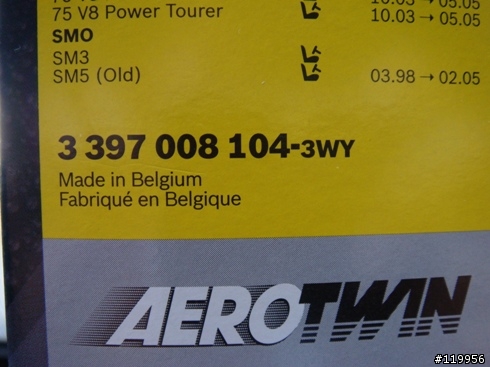 75 V8 Power Tourer 10.03 → 05.05
SMO
SM3
SM5 (Old) 03.98 → 02.05
3 397 008 104-3WY
Made in Belgium
Fabriqué en Belgique
AEROTWIN
#119956